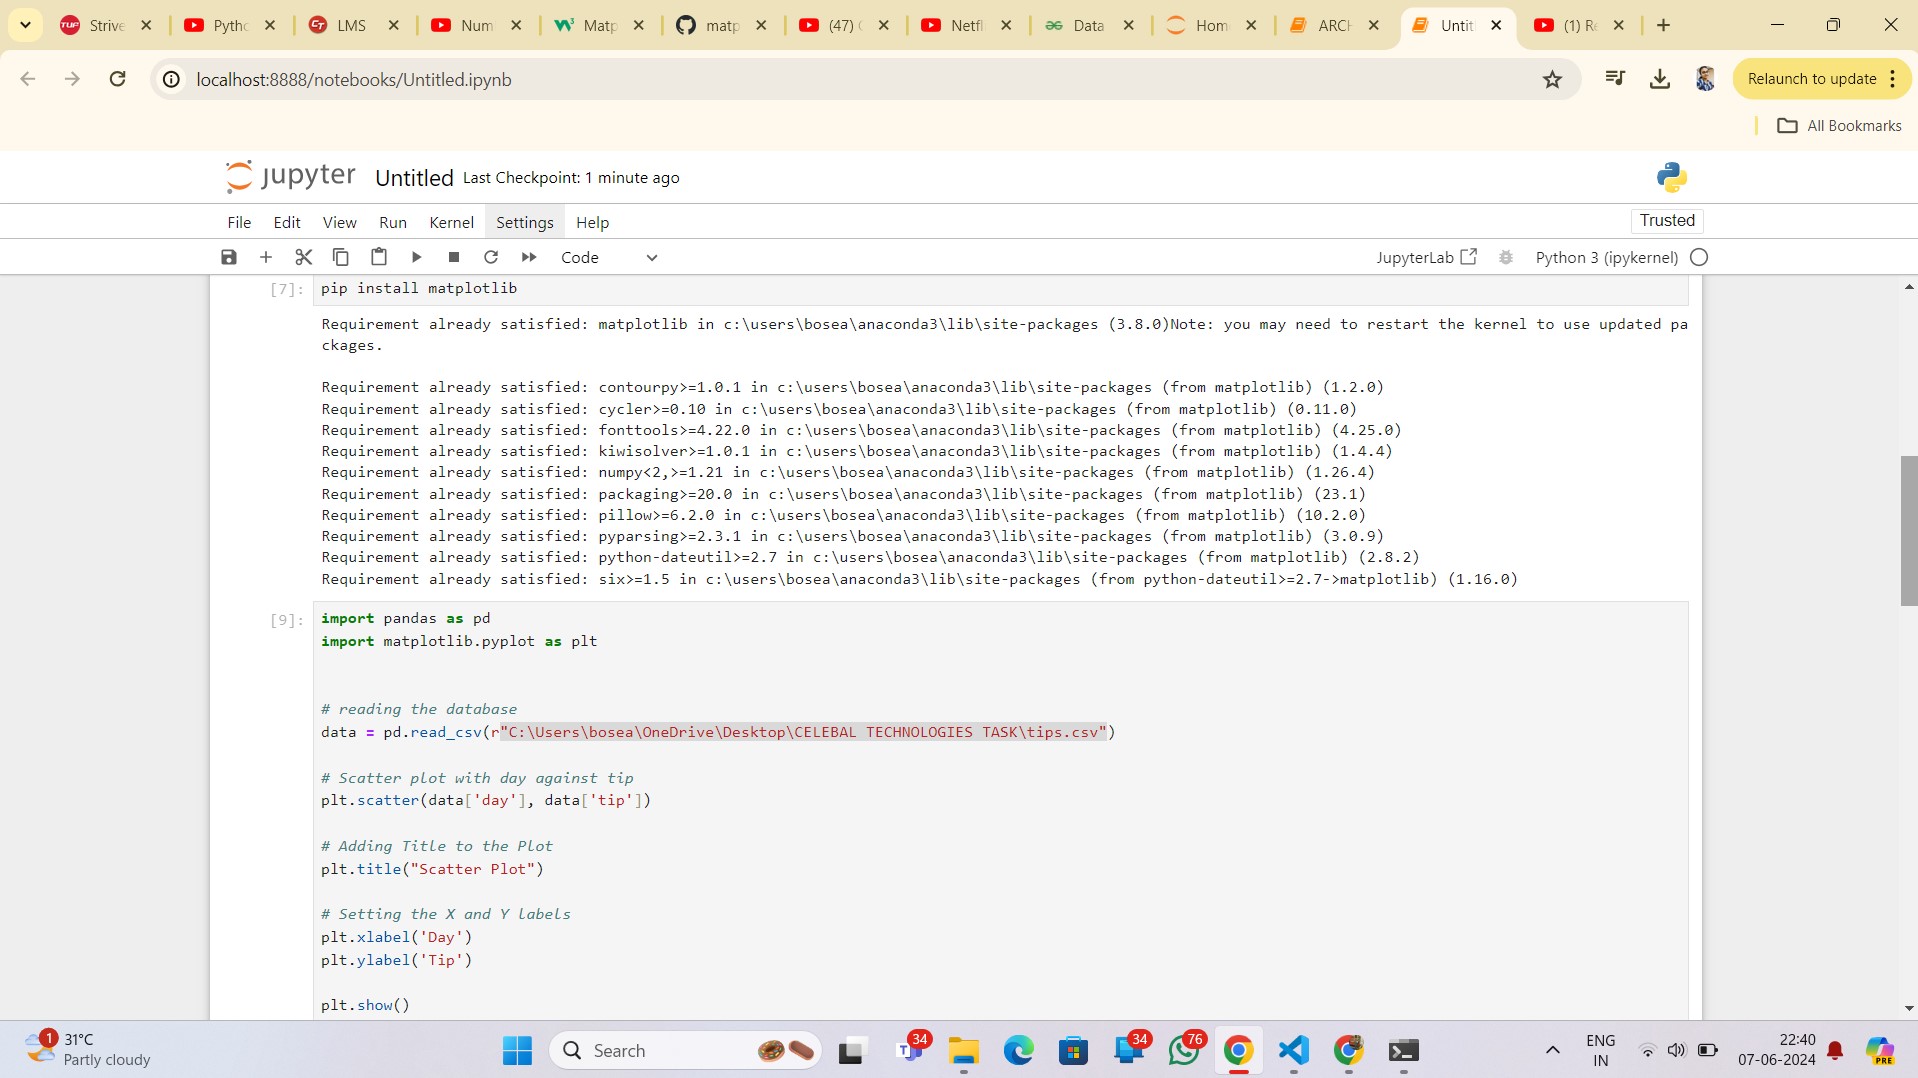 Strive
Pytho
LMS
Num
Matp
matp
(47) (
Netfl
Data
Hom
ARCH
Untit
(1) Re
localhost:8888/notebooks/Untitled.ipynb
Relaunch to update
All Bookmarks
jupyter Untitled Last Checkpoint: 1 minute ago
File Edit View Run Kernel Settings Help
Trusted
Code
JupyterLab
Python 3 (ipykernel)
[7]: pip install matplotlib
Requirement already satisfied: matplotlib in c:\users\bosea\anaconda3\lib\site-packages (3.8.0)Note: you may need to restart the kernel to use updated pa
ckages.
Requirement already satisfied: contourpy>=1.0.1 in c:\users\bosea\anaconda3\lib\site-packages (from matplotlib) (1.2.0)
Requirement already satisfied: cycler>=0.10 in c:\users\bosea\anaconda3\lib\site-packages (from matplotlib) (0.11.0)
Requirement already satisfied: fonttools>=4.22.0 in c:\users\bosea\anaconda3\lib\site-packages (from matplotlib) (4.25.0)
Requirement already satisfied: kiwisolver>=1.0.1 in c:\users\bosea\anaconda3\lib\site-packages (from matplotlib) (1.4.4)
Requirement already satisfied: numpy<2,>=1.21 in c:\users\bosea\anaconda3\lib\site-packages (from matplotlib) (1.26.4)
Requirement already satisfied: packaging>=20.0 in c:\users\bosea\anaconda3\lib\site-packages (from matplotlib) (23.1)
Requirement already satisfied: pillow>=6.2.0 in c:\users\bosea\anaconda3\lib\site-packages (from matplotlib) (10.2.0)
Requirement already satisfied: pyparsing>=2.3.1 in c:\users\bosea\anaconda3\lib\site-packages (from matplotlib) (3.0.9)
Requirement already satisfied: python-dateutil>=2.7 in c:\users\bosea\anaconda3\lib\site-packages (from matplotlib) (2.8.2)
Requirement already satisfied: six>=1.5 in c:\users\bosea\anaconda3\lib\site-packages (from python-dateutil>=2.7->matplotlib) (1.16.0)
[9]: import pandas as pd
import matplotlib.pyplot as plt
# reading the database
data = pd.read_csv(r"C:\Users\bosea\OneDrive\Desktop\CELEBAL TECHNOLOGIES TASK\tips.csv")
# Scatter plot with day against tip
plt.scatter(data['day'], data['tip'])
# Adding Title to the Plot
plt.title("Scatter Plot")
# Setting the X and Y labels
plt.xlabel('Day')
plt.ylabel('Tip')
plt.show()
1
31°C
Partly cloudy
Search
34
34
76
ENG
IN
22:40
07-06-2024
PRE